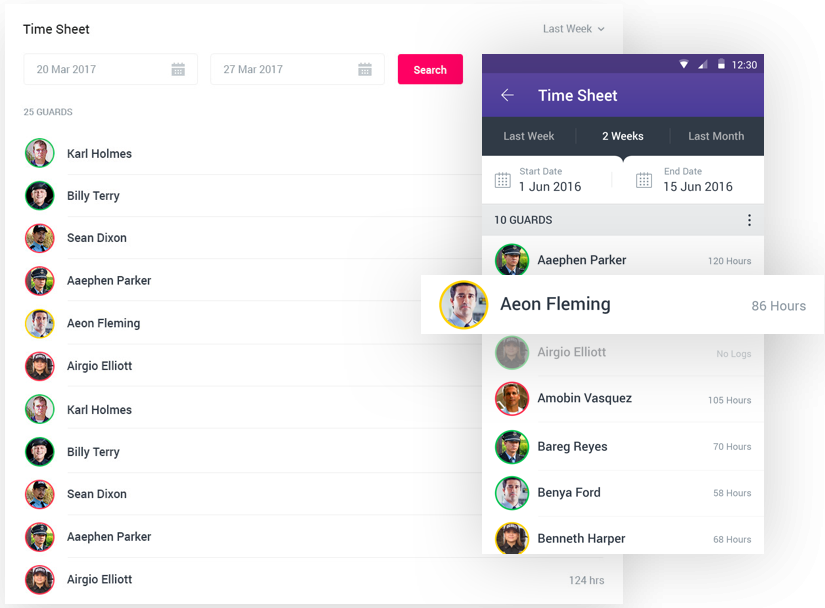 Time Sheet
Last Week
20 Mar 2017
27 Mar 2017
Search
25 GUARDS
Karl Holmes
Billy Terry
Sean Dixon
Aaephen Parker
Aeon Fleming
Airgio Elliott
Karl Holmes
Billy Terry
Sean Dixon
Aaephen Parker
Airgio Elliott
124 hrs
12:30
Time Sheet
Last Week
2 Weeks
Last Month
Start Date
1 Jun 2016
End Date
15 Jun 2016
10 GUARDS
Aaephen Parker
120 Hours
Aeon Fleming
86 Hours
Airgio Elliott
No Logs
Amobin Vasquez
105 Hours
Bareg Reyes
70 Hours
Benya Ford
58 Hours
Benneth Harper
68 Hours